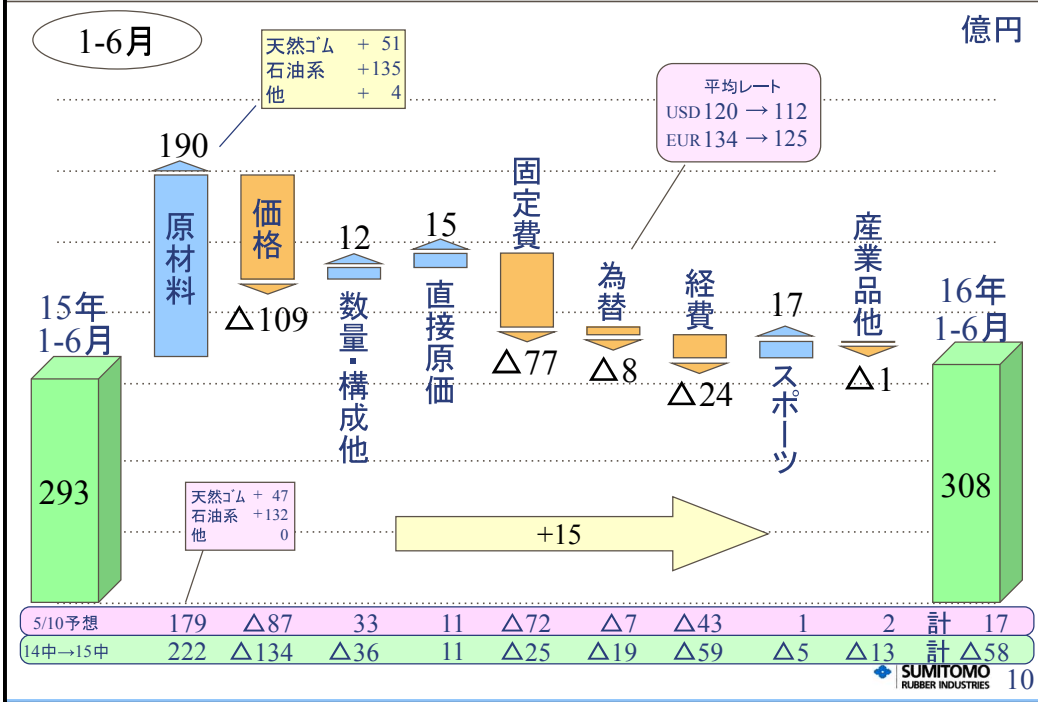 1-6月
億円
天然ゴム + 51
石油系 +135
他 + 4
平均レート
USD 120 → 112
EUR 134 → 125
15年
1-6月
293
190
原材料
価格
△109
12
数量・構成他
15
直接原価
固定費
△77
為替
△8
経費
△24
17
スポーツ
産業品他
△1
16年
1-6月
308
天然ゴム + 47
石油系 +132
他 0
+15
5/10予想 179 △87 33 11 △72 △7 △43 1 2 計 17
14中→15中 222 △134 △36 11 △25 △19 △59 △5 △13 計 △58
SUMITOMO
RUBBER INDUSTRIES
10